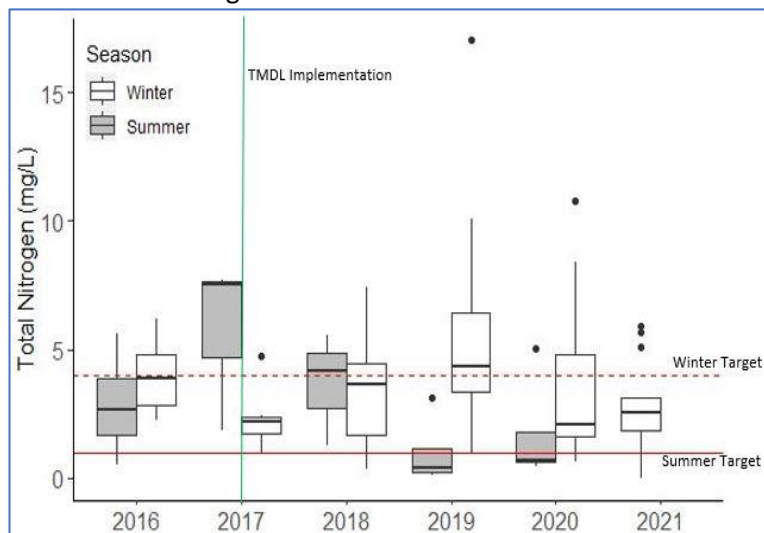 Season
Winter
Summer
TMDL Implementation
Total Nitrogen (mg/L)
15
10
5
0
Winter Target
Summer Target
2016 2017 2018 2019 2020 2021